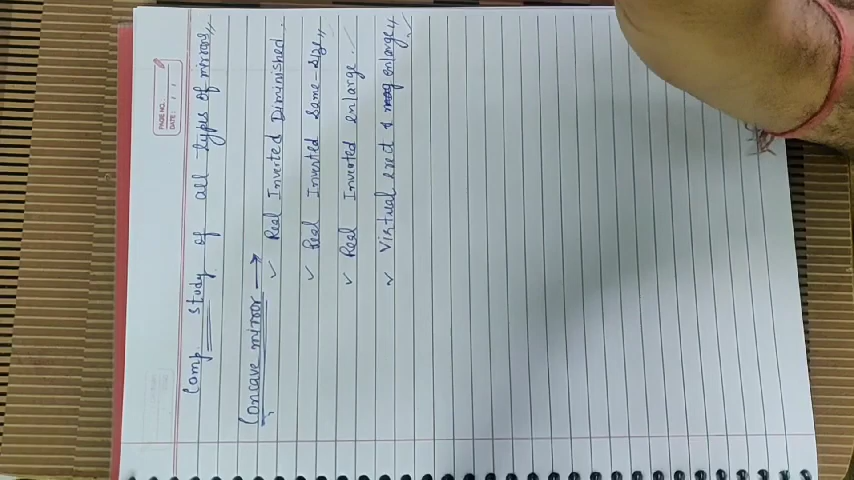 PAGE NO.
DATE: / /
Comp. Study of all types of mirrors
Concave mirror →
✓ Real Inverted Diminished.
✓ Real Inverted Same-Size
✓ Real Inverted enlarge.
✓ Virtual erect & enlarge